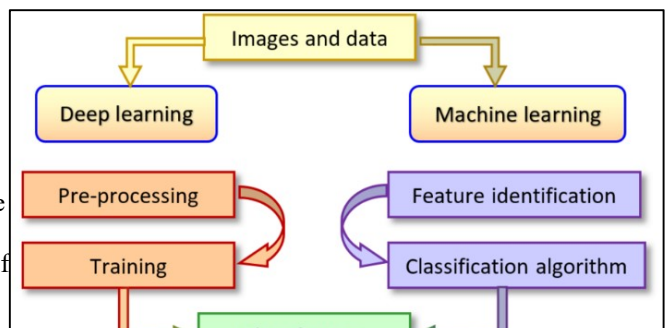 Images and data
Deep learning
Machine learning
Pre-processing
Feature identification
e
Training
Classification algorithm
f